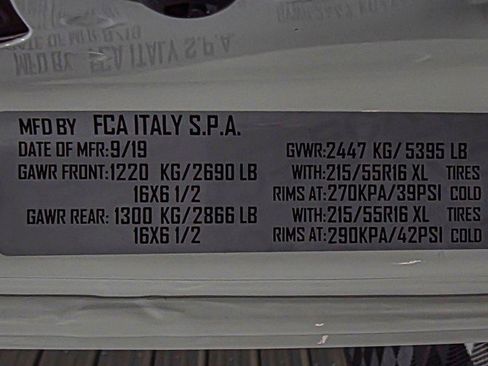 MFD BY FCA ITALY S.P.A.
DATE OF MFR: 9/19 GVWR: 2447 KG/ 5395 LB
GAWR FRONT: 1220 KG/2690 LB WITH: 215/55R16 XL TIRES
16X6 1/2 RIMS AT: 270KPA/39PSI COLD
GAWR REAR: 1300 KG/2866 LB WITH: 215/55R16 XL TIRES
16X6 1/2 RIMS AT: 290KPA/42PSI COLD